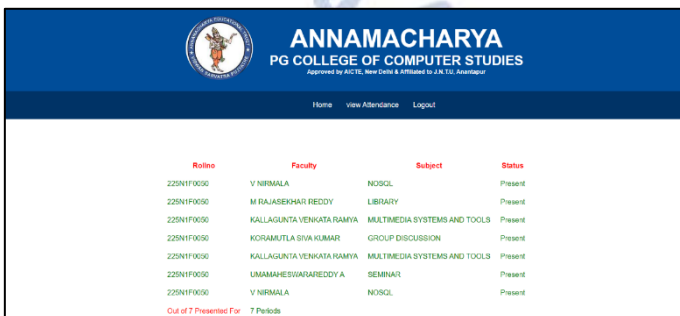 ANNAMACHARYA
PG COLLEGE OF COMPUTER STUDIES
Approved by AICTE, New Delhi & Affiliated to J.N.T.U. Anantapur
Home view Attendance Logout
Rollno Faculty Subject Status
225N1F0050 V NIRMALA NOSQL Present
225N1F0050 M RAJASEKHAR REDDY LIBRARY Present
225N1F0050 KALLAGUNTA VENKATA RAMYA MULTIMEDIA SYSTEMS AND TOOLS Present
225N1F0050 KORAMUTLA SIVA KUMAR GROUP DISCUSSION Present
225N1F0050 KALLAGUNTA VENKATA RAMYA MULTIMEDIA SYSTEMS AND TOOLS Present
225N1F0050 UMAMAHESWARAREDDY A SEMINAR Present
225N1F0050 V NIRMALA NOSQL Present
Out of 7 Presented For 7 Periods